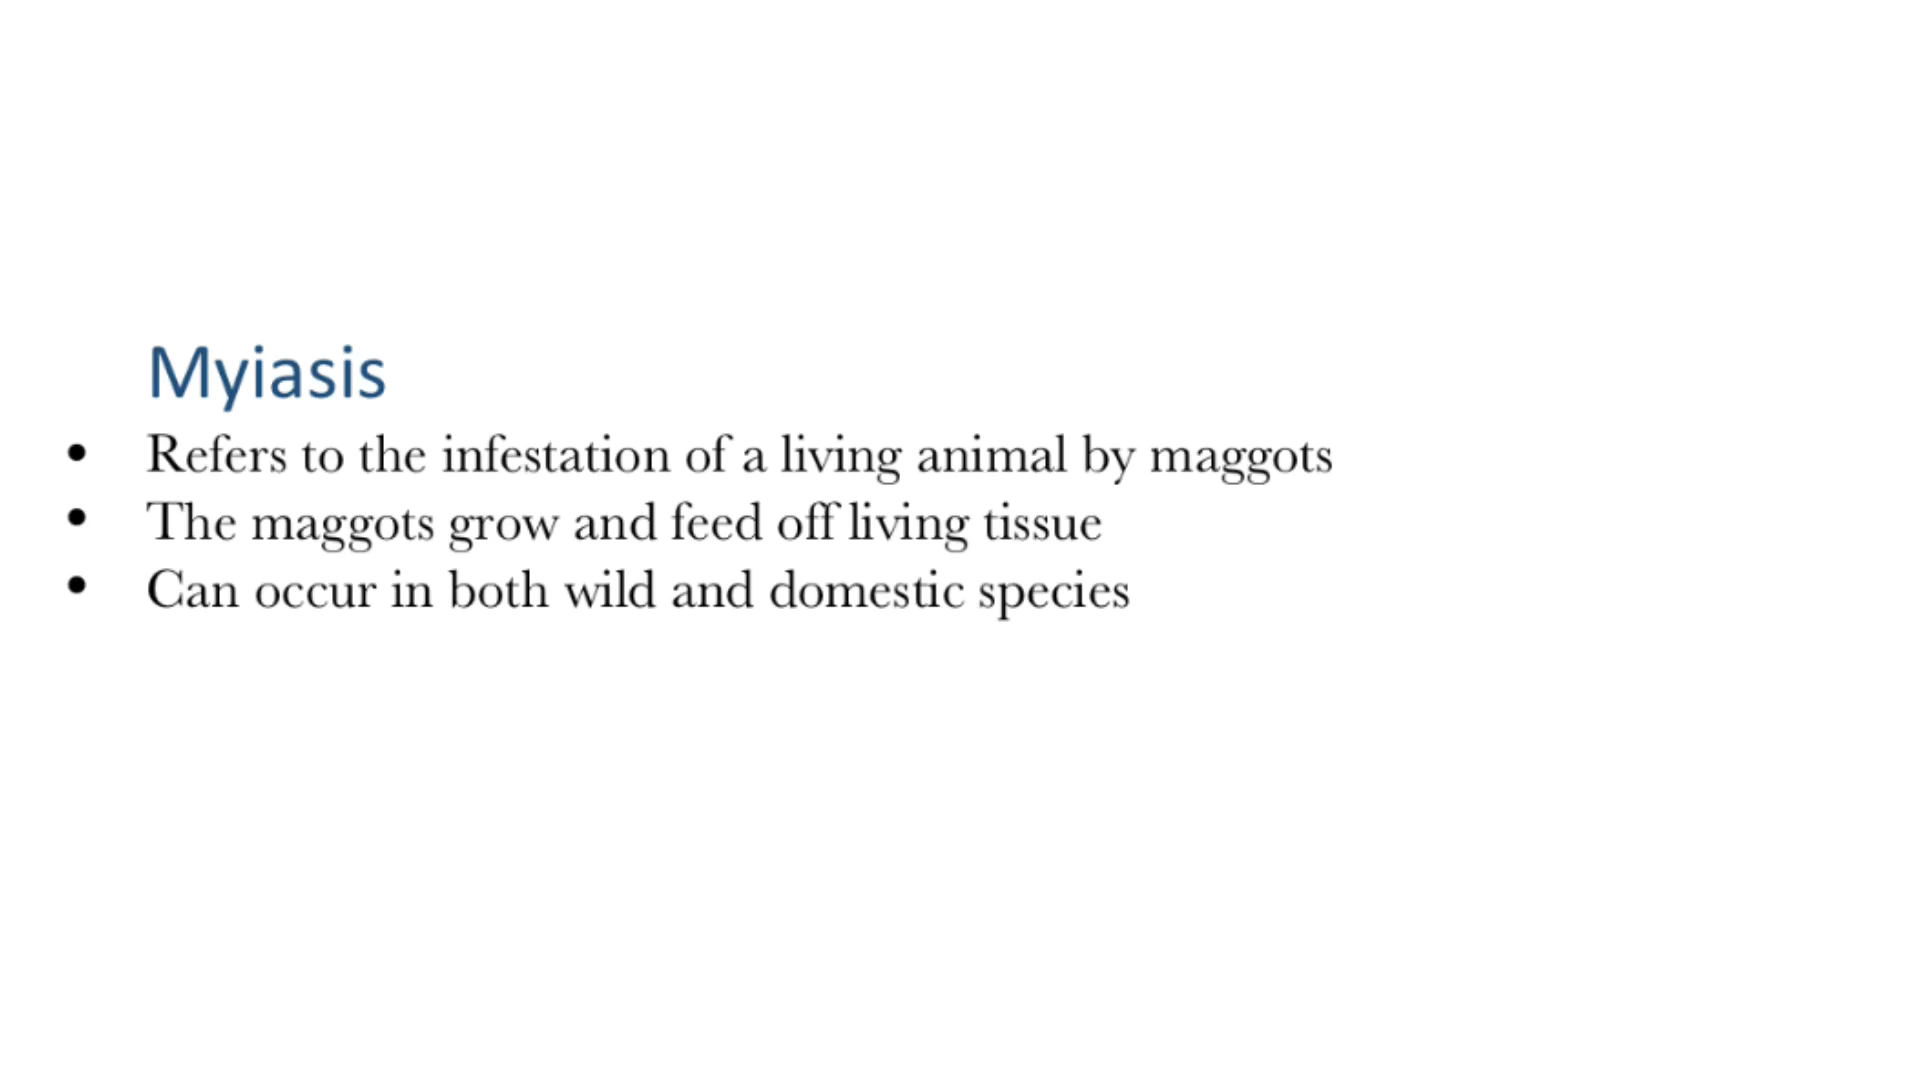 Myiasis
• Refers to the infestation of a living animal by maggots
• The maggots grow and feed off living tissue
• Can occur in both wild and domestic species